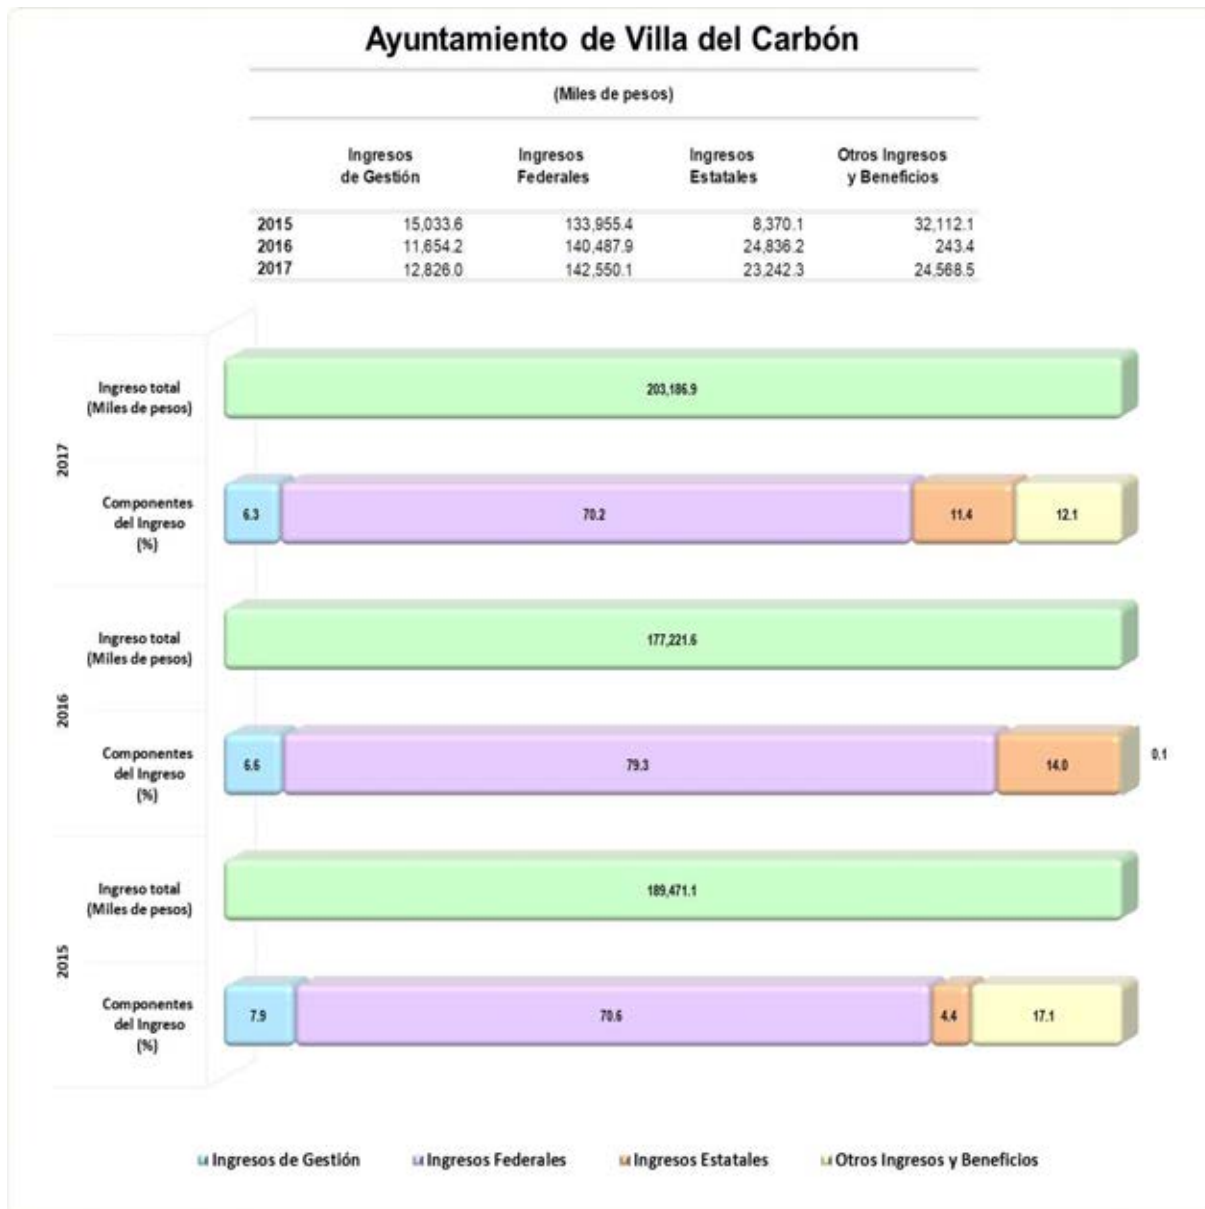 Ayuntamiento de Villa del Carbón
(Miles de pesos)
Ingresos de Gestión Ingresos Federales Ingresos Estatales Otros Ingresos y Beneficios
2015 15,033.6 133,955.4 8,370.1 32,112.1
2016 11,654.2 140,487.9 24,836.2 243.4
2017 12,826.0 142,550.1 23,242.3 24,568.5
2017
Ingreso total
(Miles de pesos)
203,186.9
Componentes
del Ingreso
(%)
6.3 70.2 11.4 12.1
2016
Ingreso total
(Miles de pesos)
177,221.6
Componentes
del Ingreso
(%)
6.6 79.3 14.0 0.1
2015
Ingreso total
(Miles de pesos)
189,471.1
Componentes
del Ingreso
(%)
7.9 70.6 4.4 17.1
Ingresos de Gestión Ingresos Federales Ingresos Estatales Otros Ingresos y Beneficios